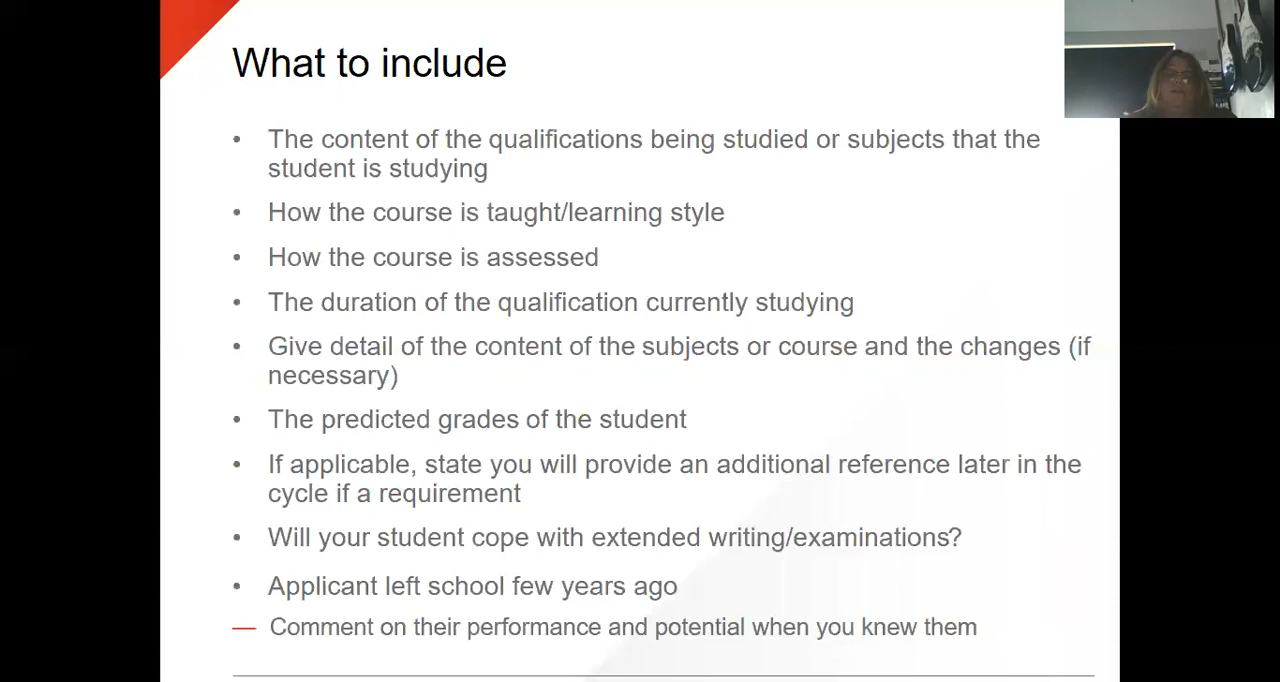 What to include
• The content of the qualifications being studied or subjects that the
student is studying
• How the course is taught/learning style
• How the course is assessed
• The duration of the qualification currently studying
• Give detail of the content of the subjects or course and the changes (if
necessary)
• The predicted grades of the student
• If applicable, state you will provide an additional reference later in the
cycle if a requirement
• Will your student cope with extended writing/examinations?
• Applicant left school few years ago
— Comment on their performance and potential when you knew them